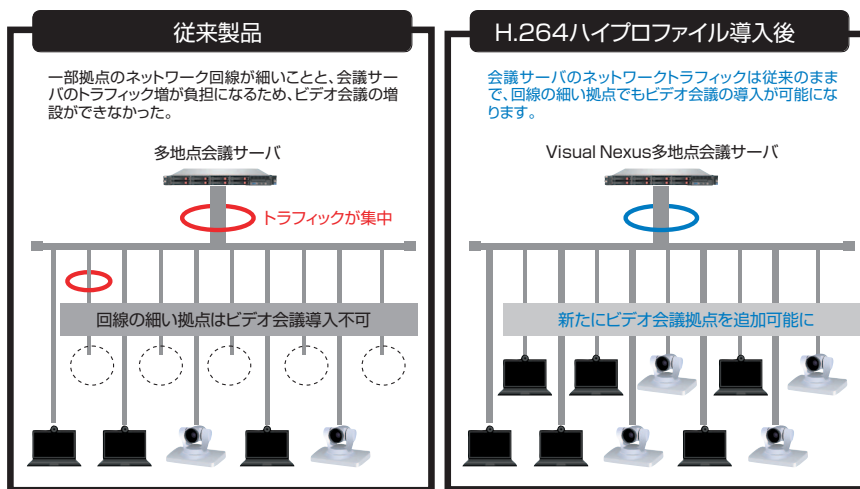 従来製品
一部拠点のネットワーク回線が細いことと、会議サー
バのトラフィック増が負担になるため、ビデオ会議の増
設ができなかった。
多地点会議サーバ
トラフィックが集中
回線の細い拠点はビデオ会議導入不可
H.264ハイプロファイル導入後
会議サーバのネットワークトラフィックは従来のまま
で、回線の細い拠点でもビデオ会議の導入が可能にな
ります。
Visual Nexus多地点会議サーバ
新たにビデオ会議拠点を追加可能に